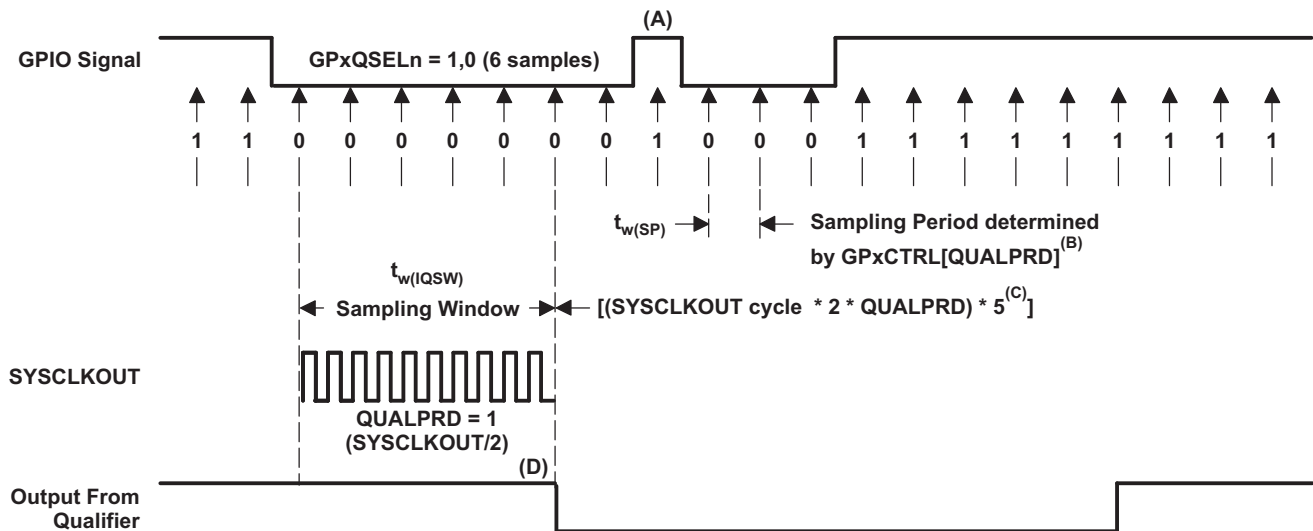 (A)
GPIO Signal
GPxQSELn = 1,0 (6 samples)
1 1 0 0 0 0 0 0 0 1 0 0 0 1 1 1 1 1 1 1 1 1
tw(SP)
Sampling Period determined
by GPxCTRL[QUALPRD](B)
tw(IQSW)
Sampling Window
[(SYSCLKOUT cycle * 2 * QUALPRD) * 5(C)]
SYSCLKOUT
QUALPRD = 1
(SYSCLKOUT/2)
(D)
Output From
Qualifier